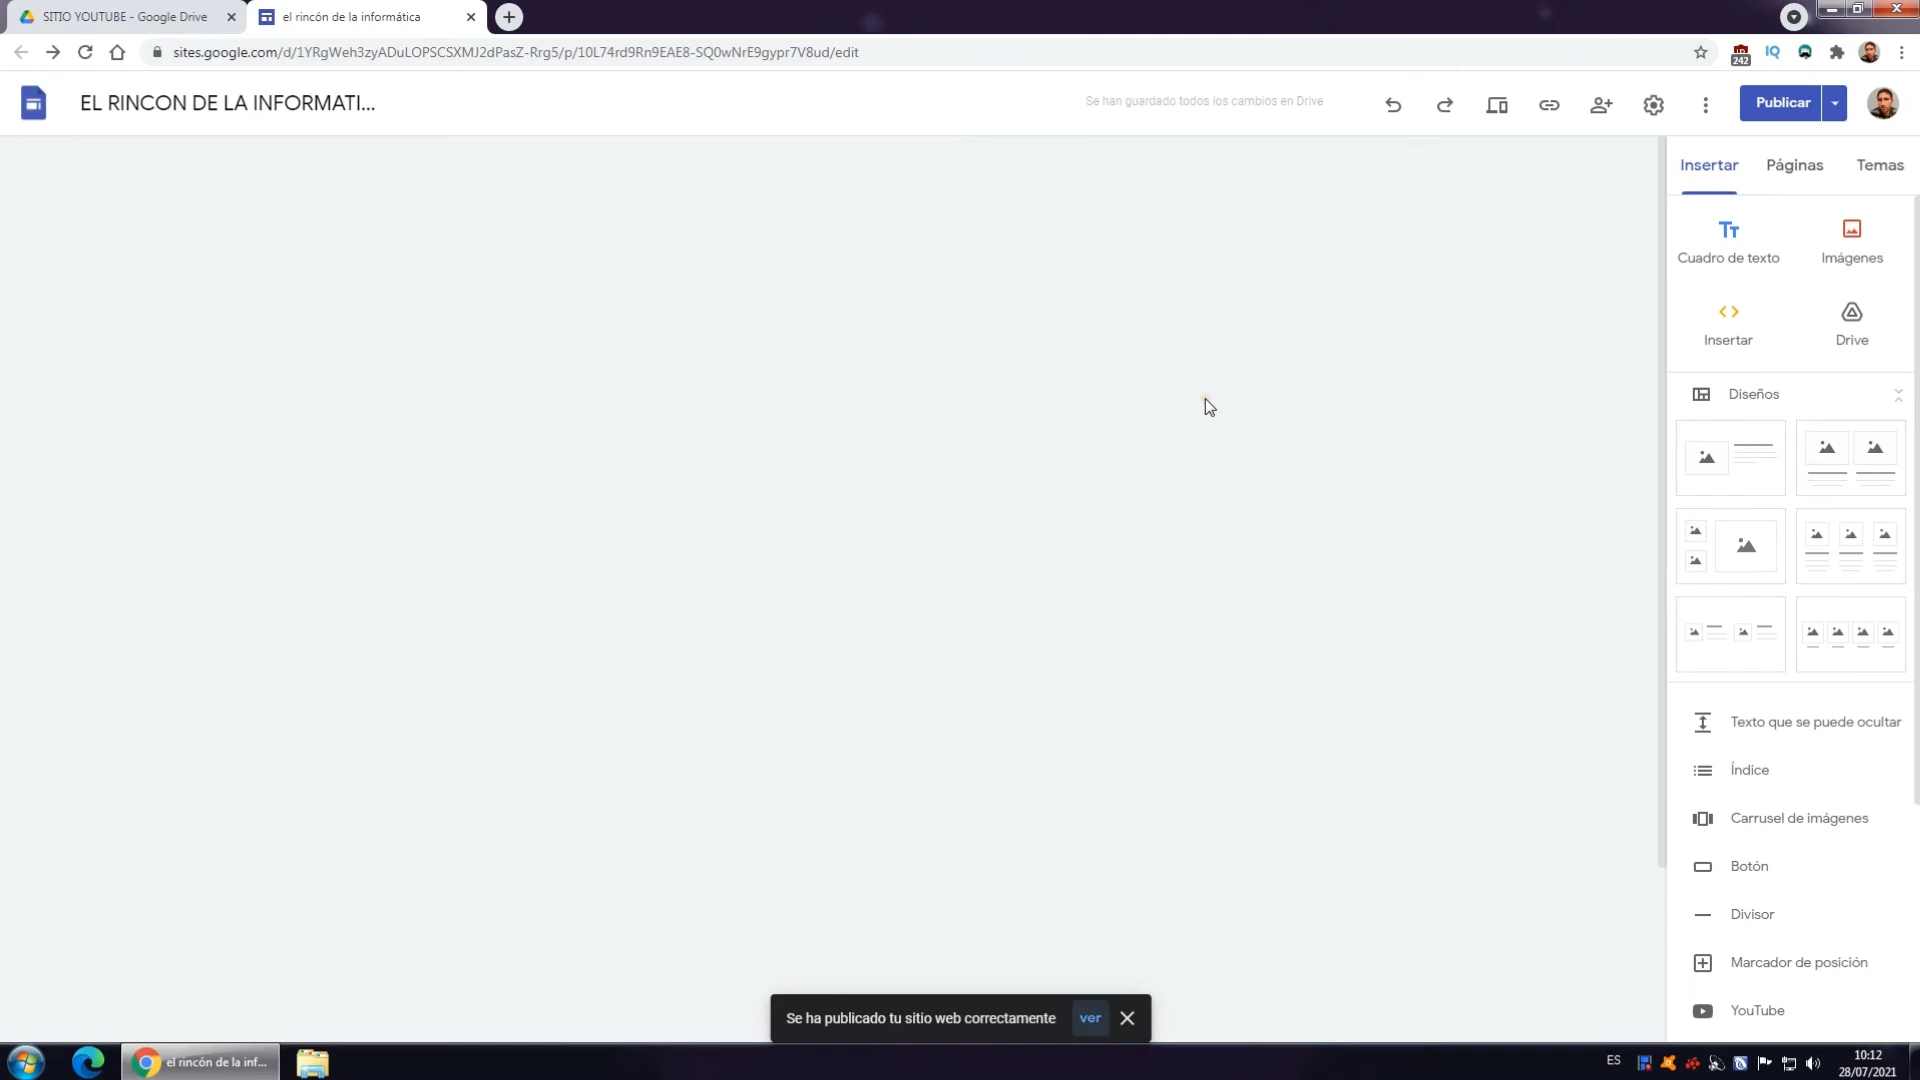 SITIO YOUTUBE - Google Drive
el rincón de la informática
sites.google.com/d/1YRgWeh3zyADuLOPSCSXMJ2dPasZ-Rrg5/p/10L74rd9Rn9EAE8-SQ0wNrE9gypr7V8ud/edit
242
IQ
EL RINCON DE LA INFORMATI...
Se han guardado todos los cambios en Drive
Publicar
Insertar
Páginas
Temas
Cuadro de texto
Imágenes
Insertar
Drive
Diseños
Texto que se puede ocultar
Índice
Carrusel de imágenes
Botón
Divisor
Marcador de posición
YouTube
Se ha publicado tu sitio web correctamente
ver
el rincón de la inf...
ES
10:12
28/07/2021